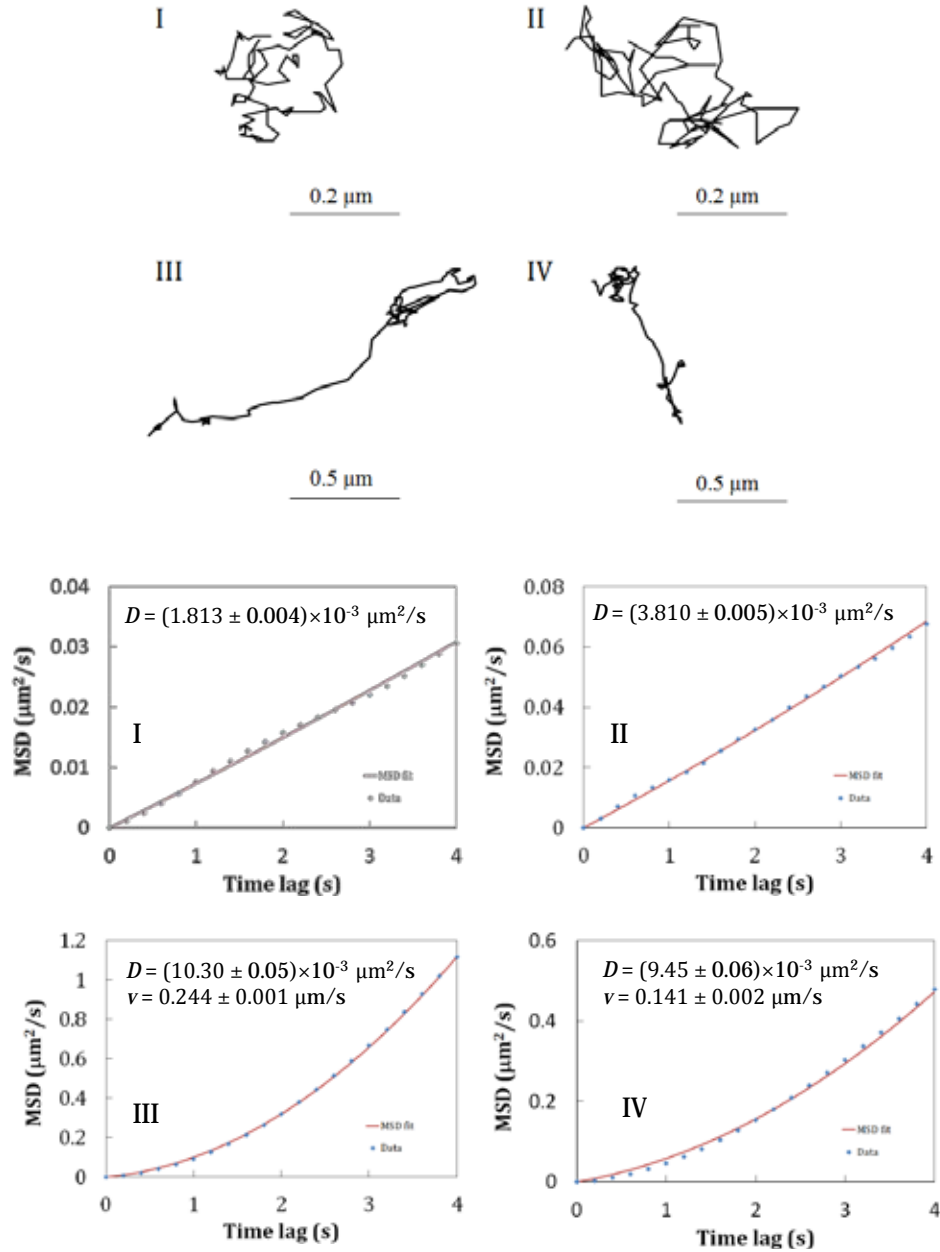 I
II
0.2 μm
0.2 μm
III
IV
0.5 μm
0.5 μm
0.04
0.03
0.02
0.01
0
D = (1.813 ± 0.004)×10⁻³ μm²/s
MSD (μm²/s)
I
MSD fit
Data
0 1 2 3 4
Time lag (s)
0.08
0.06
0.04
0.02
0
D = (3.810 ± 0.005)×10⁻³ μm²/s
MSD (μm²/s)
II
MSD fit
Data
0 1 2 3 4
Time lag (s)
1.2
1
0.8
0.6
0.4
0.2
0
D = (10.30 ± 0.05)×10⁻³ μm²/s
v = 0.244 ± 0.001 μm/s
MSD (μm²/s)
III
MSD fit
Data
0 1 2 3 4
Time lag (s)
0.6
0.4
0.2
0
D = (9.45 ± 0.06)×10⁻³ μm²/s
v = 0.141 ± 0.002 μm/s
MSD (μm²/s)
IV
MSD fit
Data
0 1 2 3 4
Time lag (s)